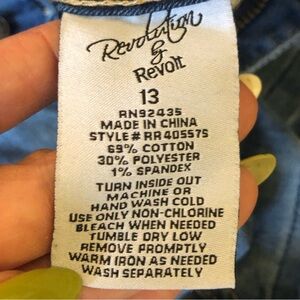 Revolution
by
Revolt
13
RN92435
MADE IN CHINA
STYLE# RR40557S
69% COTTON
30% POLYESTER
1% SPANDEX
TURN INSIDE OUT
MACHINE OR
HAND WASH COLD
USE ONLY NON-CHLORINE
BLEACH WHEN NEEDED
TUMBLE DRY LOW
REMOVE PROMPTLY
WARM IRON AS NEEDED
WASH SEPARATELY